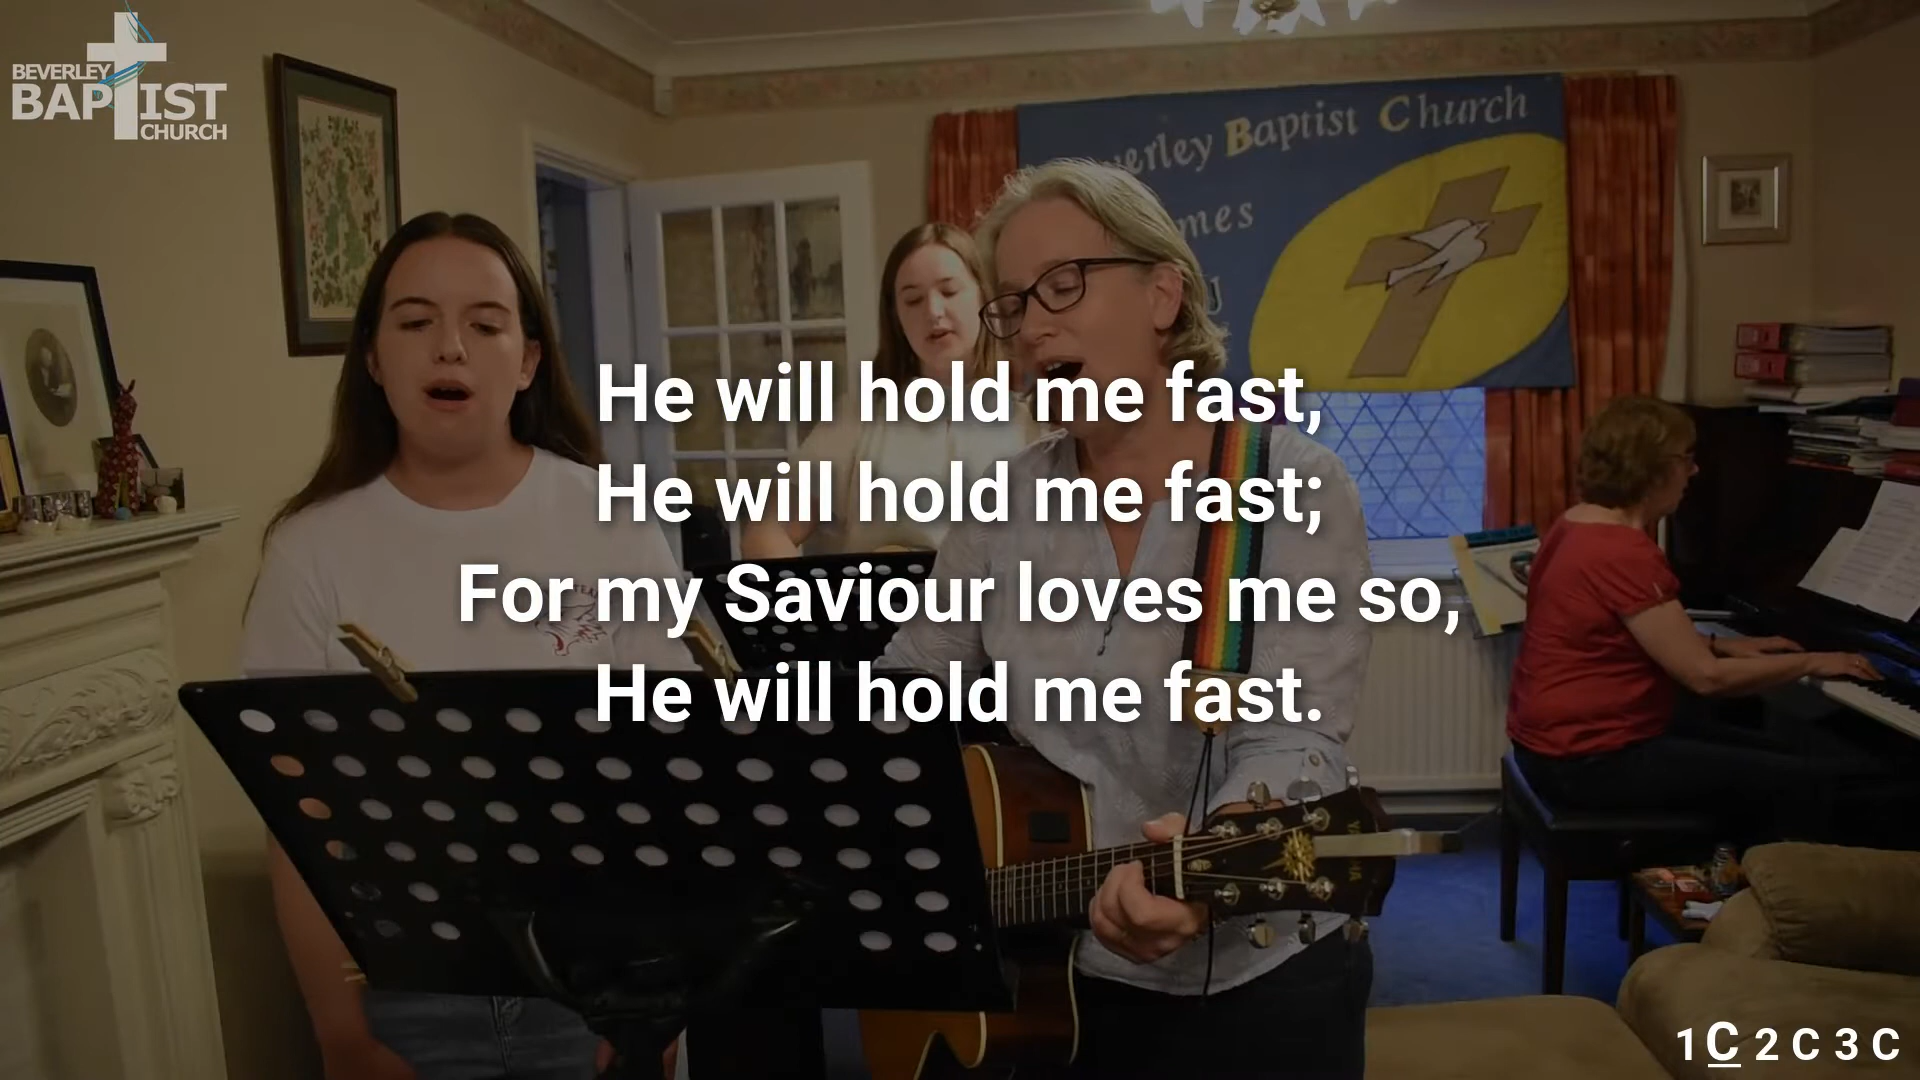 BEVERLEY
BAPTIST
CHURCH
Baptist Church
He will hold me fast,
He will hold me fast;
For my Saviour loves me so,
He will hold me fast.
1 C 2 C 3 C